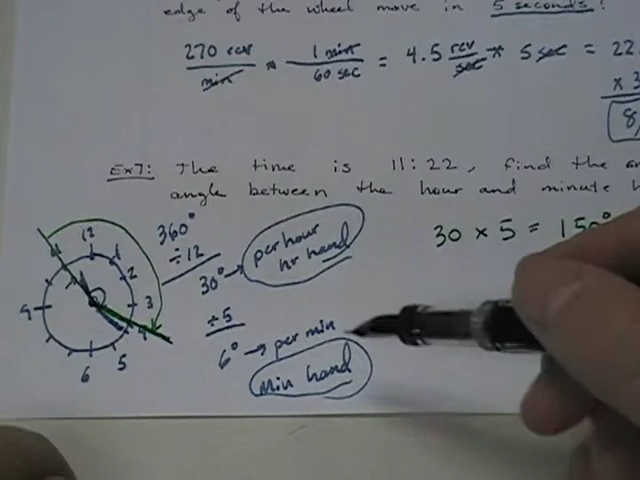 edge of the wheel move in 5 seconds?
270 rev / min * 1 min / 60 sec = 4.5 rev / sec * 5 sec = 22.
x 3
8,
Ex7: The time is 11:22, find the
angle between the hour and minute
30 x 5 = 150°
360°
÷12
30° → per hour
hr hand
÷5
6° → per min
min hand
11 12 1
2
9 3
4
6 5